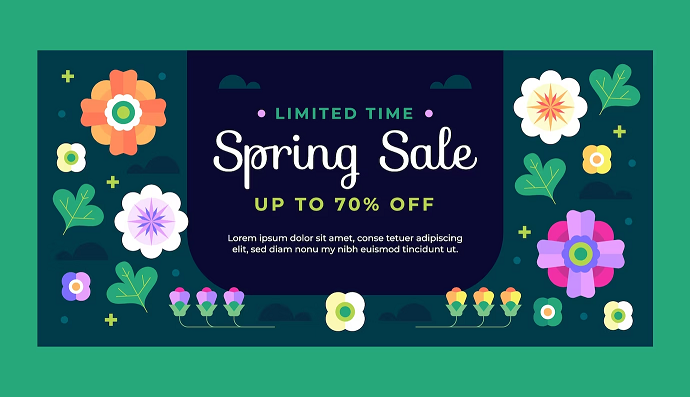 LIMITED TIME
Spring Sale
UP TO 70% OFF
Lorem ipsum dolor sit amet, conse tetuer adipiscing
elit, sed diam nonu my nibh euismod tincidunt ut.